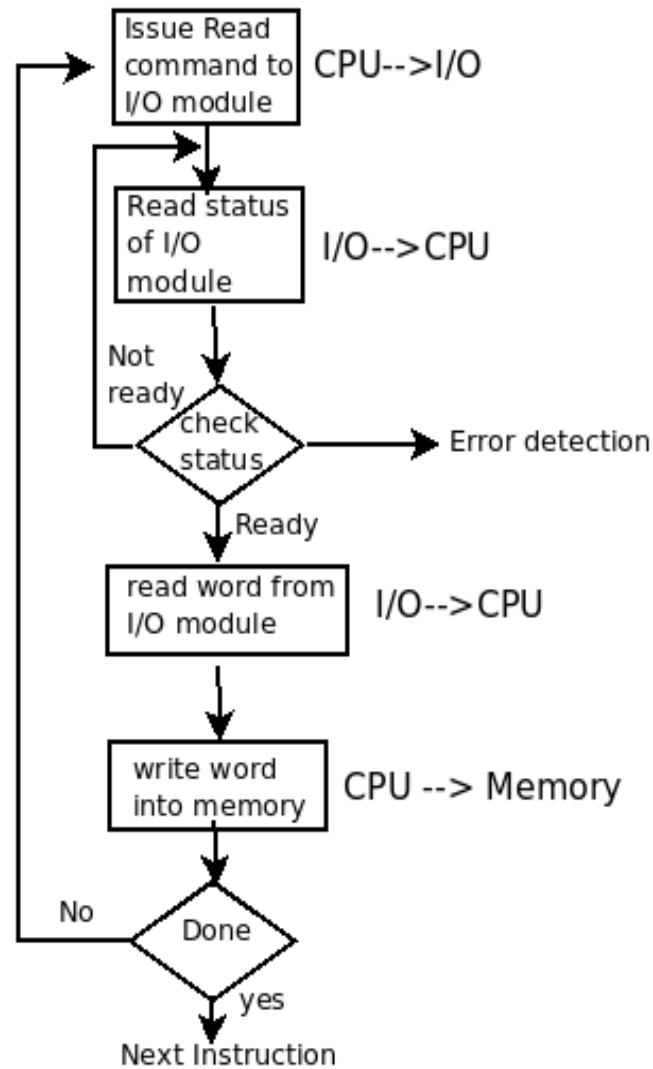 Issue Read
command to
I/O module
CPU-->I/O
Read status
of I/O
module
I/O-->CPU
Not
ready
check
status
Error detection
Ready
read word from
I/O module
I/O-->CPU
write word
into memory
CPU --> Memory
No
Done
yes
Next Instruction